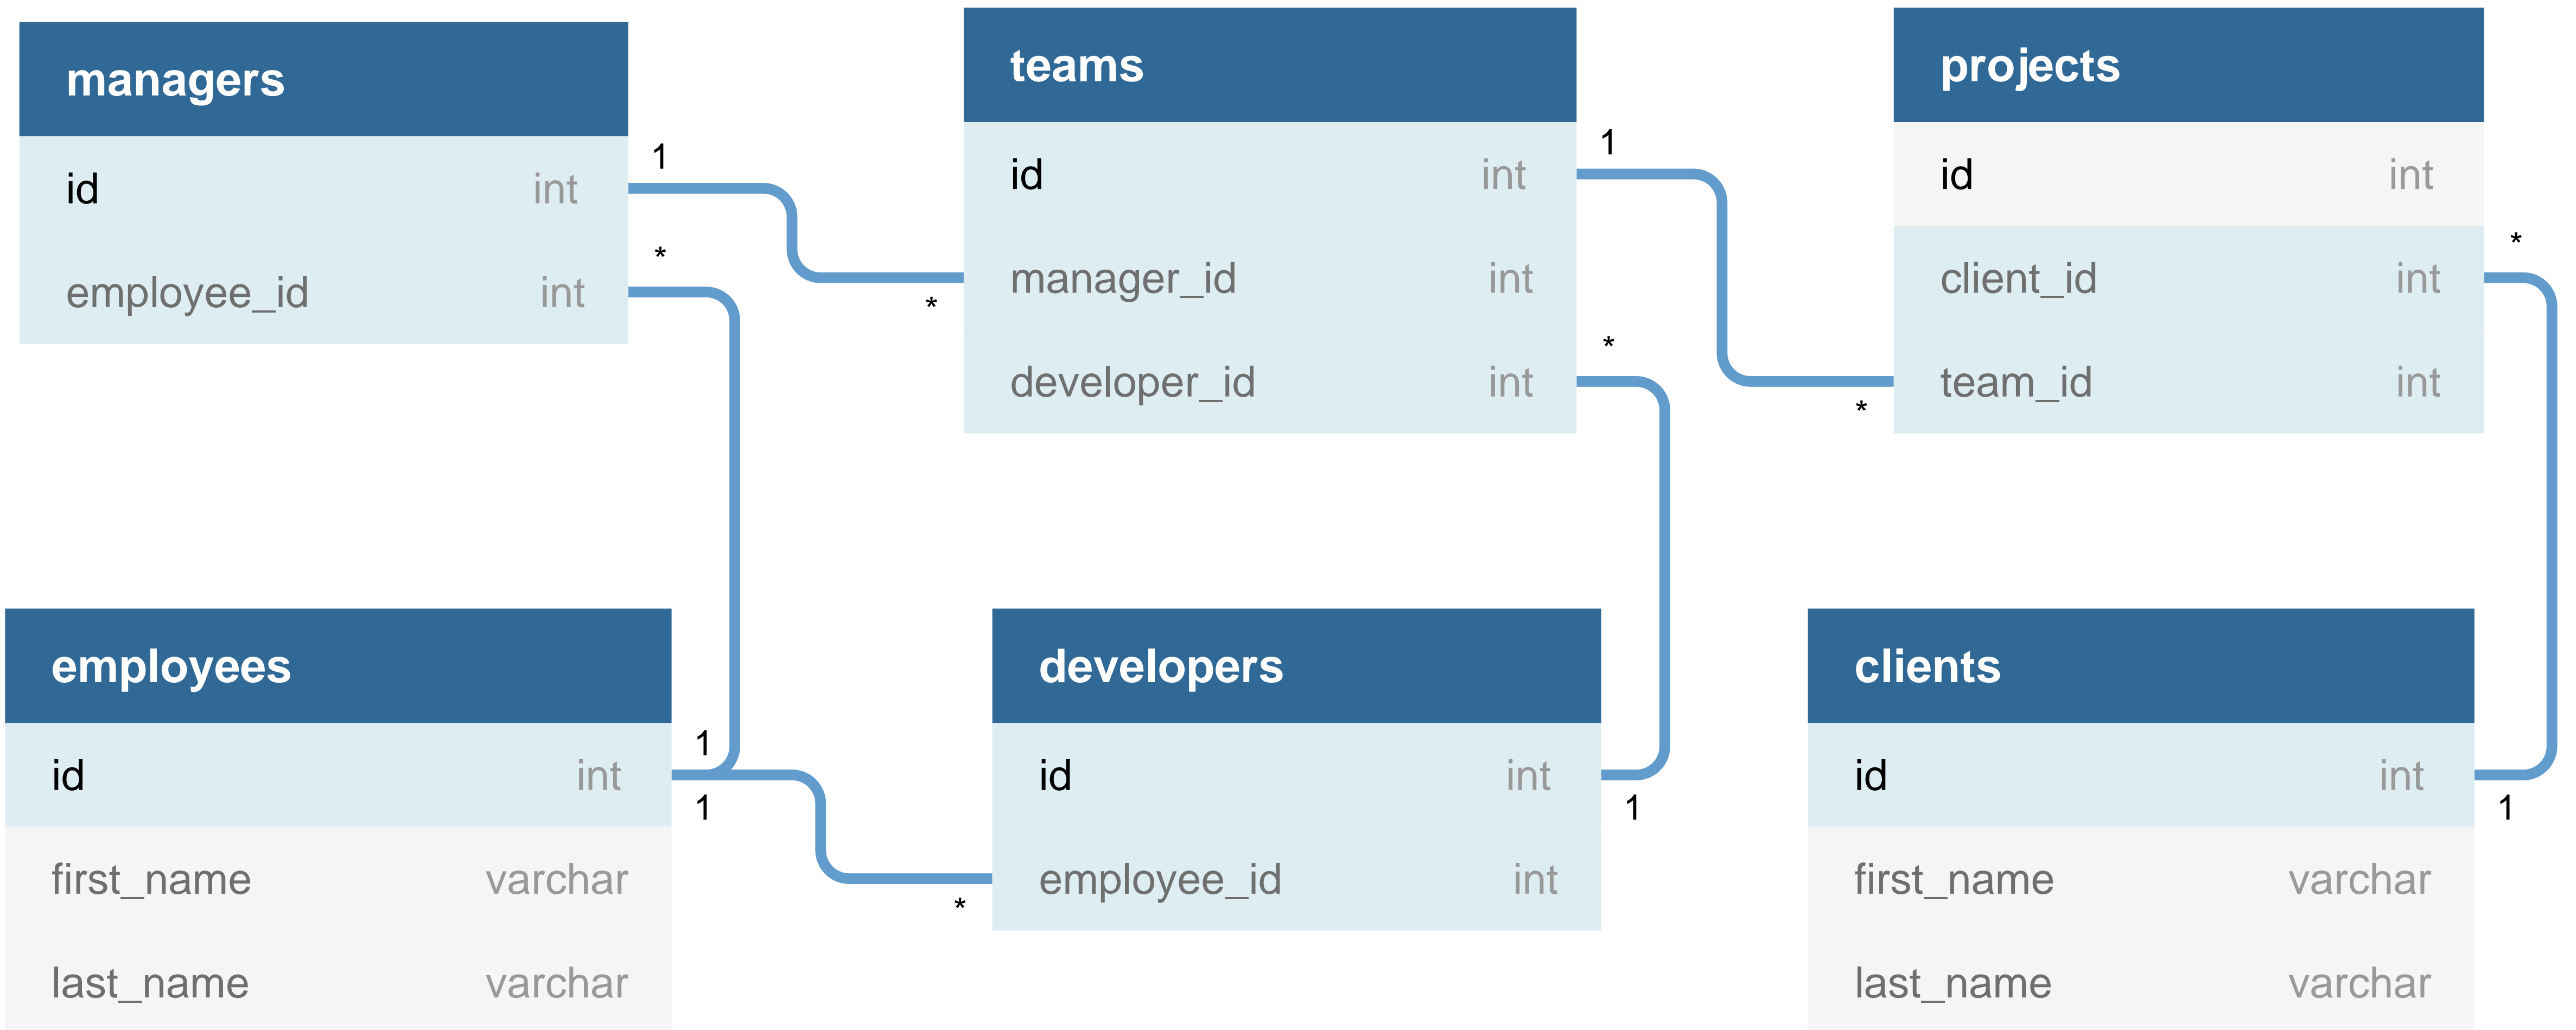 managers
id int
employee_id int
teams
id int
manager_id int
developer_id int
projects
id int
client_id int
team_id int
1
*
*
1
*
*
*
employees
id int
first_name varchar
last_name varchar
developers
id int
employee_id int
clients
id int
first_name varchar
last_name varchar
1
1
*
1
1